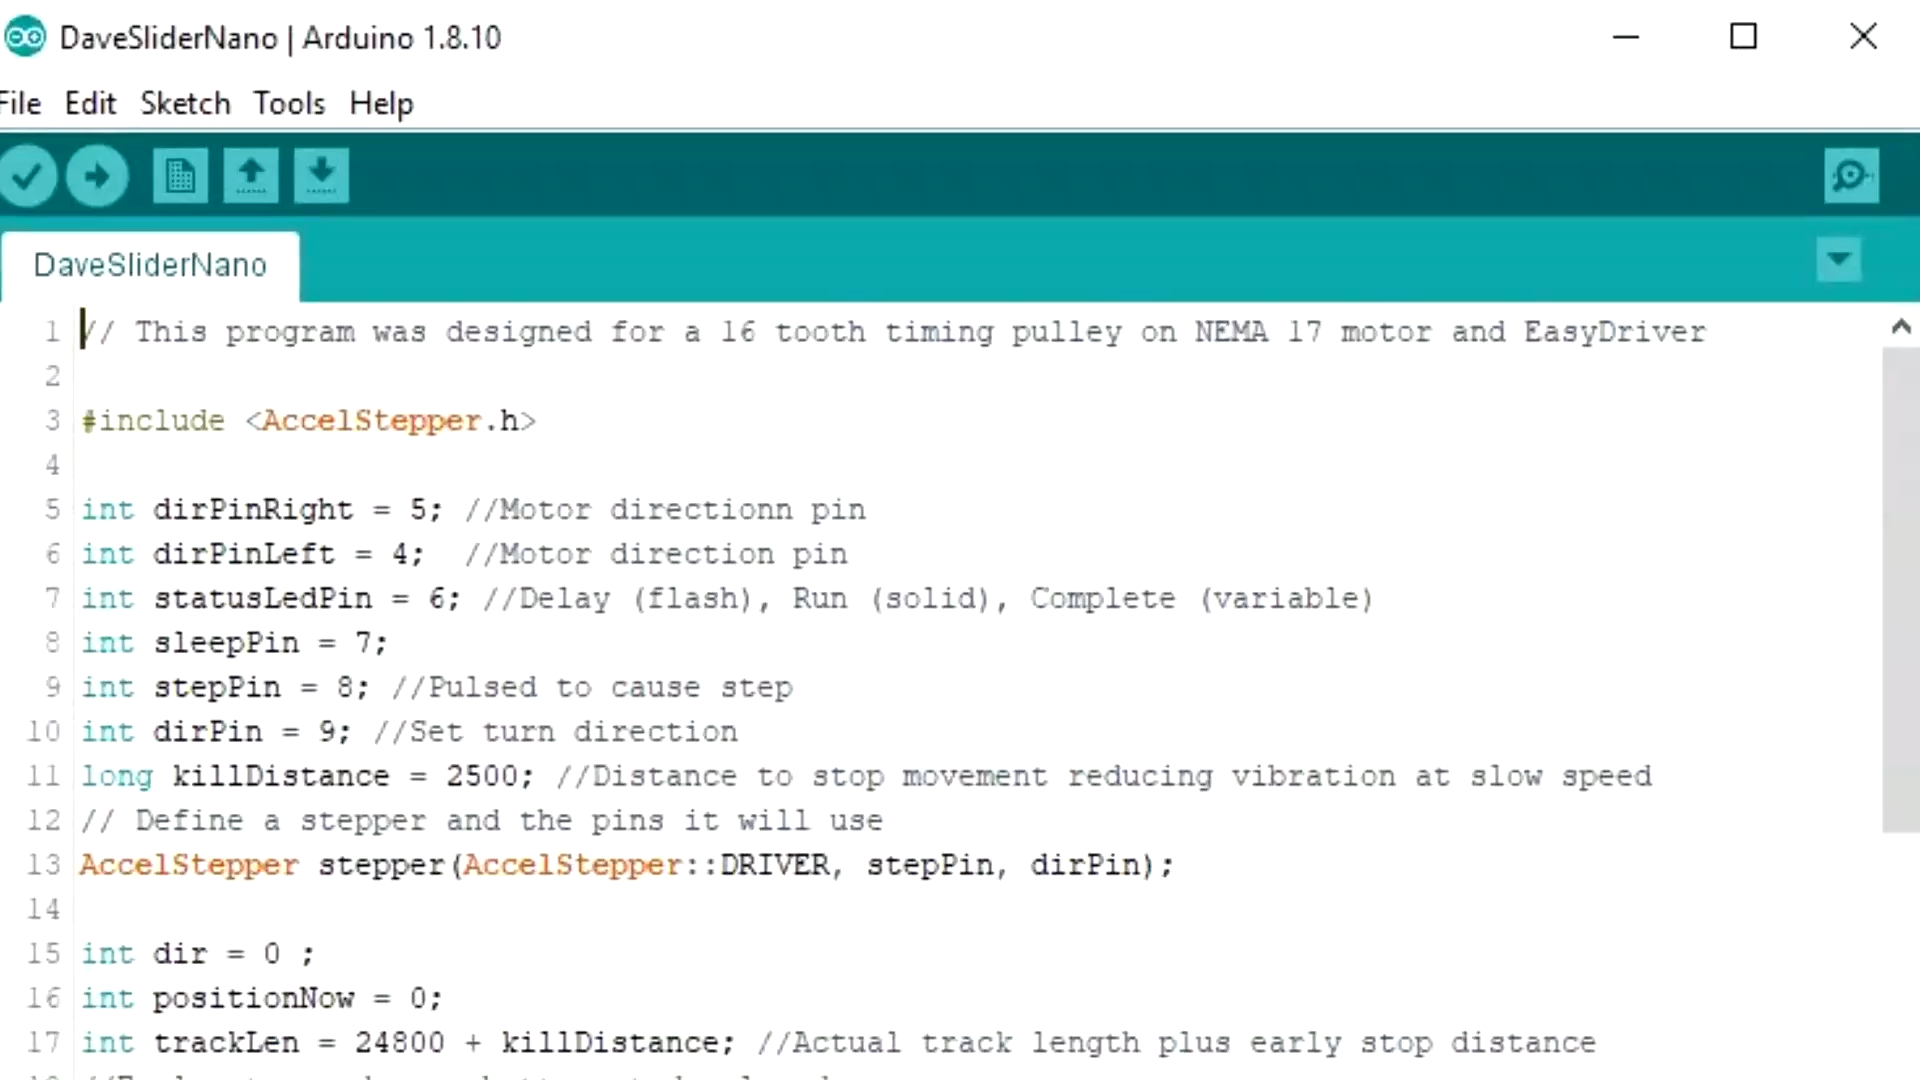 DaveSliderNano | Arduino 1.8.10
File Edit Sketch Tools Help
DaveSliderNano
1 // This program was designed for a 16 tooth timing pulley on NEMA 17 motor and EasyDriver
2
3 #include <AccelStepper.h>
4
5 int dirPinRight = 5; //Motor directionn pin
6 int dirPinLeft = 4;  //Motor direction pin
7 int statusLedPin = 6; //Delay (flash), Run (solid), Complete (variable)
8 int sleepPin = 7;
9 int stepPin = 8; //Pulsed to cause step
10 int dirPin = 9; //Set turn direction
11 long killDistance = 2500; //Distance to stop movement reducing vibration at slow speed
12 // Define a stepper and the pins it will use
13 AccelStepper stepper(AccelStepper::DRIVER, stepPin, dirPin);
14
15 int dir = 0 ;
16 int positionNow = 0;
17 int trackLen = 24800 + killDistance; //Actual track length plus early stop distance